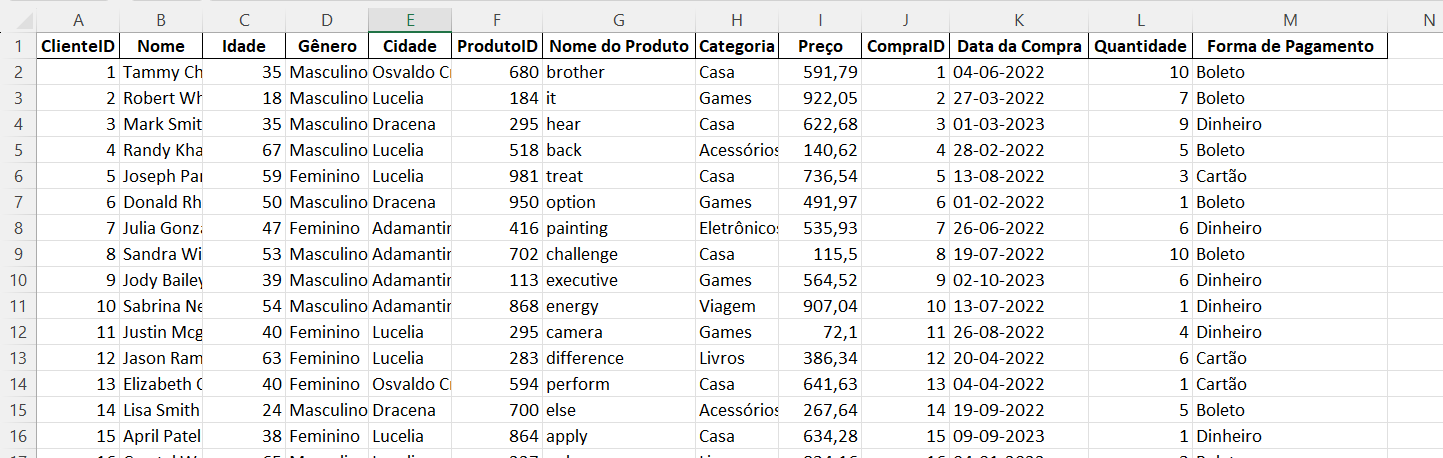 A B C D E F G H I J K L M N
1 ClienteID Nome Idade Gênero Cidade ProdutoID Nome do Produto Categoria Preço CompraID Data da Compra Quantidade Forma de Pagamento
2 1 Tammy Ch 35 Masculino Osvaldo Cr 680 brother Casa 591,79 1 04-06-2022 10 Boleto
3 2 Robert Wh 18 Masculino Lucelia 184 it Games 922,05 2 27-03-2022 7 Boleto
4 3 Mark Smit 35 Masculino Dracena 295 hear Casa 622,68 3 01-03-2023 9 Dinheiro
5 4 Randy Kha 67 Masculino Lucelia 518 back Acessórios 140,62 4 28-02-2022 5 Boleto
6 5 Joseph Par 59 Feminino Lucelia 981 treat Casa 736,54 5 13-08-2022 3 Cartão
7 6 Donald Rh 50 Masculino Dracena 950 option Games 491,97 6 01-02-2022 1 Boleto
8 7 Julia Gonza 47 Feminino Adamantin 416 painting Eletrônicos 535,93 7 26-06-2022 6 Dinheiro
9 8 Sandra Wi 53 Masculino Adamantin 702 challenge Casa 115,5 8 19-07-2022 10 Boleto
10 9 Jody Bailey 39 Masculino Adamantin 113 executive Games 564,52 9 02-10-2023 6 Dinheiro
11 10 Sabrina Ne 54 Masculino Adamantin 868 energy Viagem 907,04 10 13-07-2022 1 Dinheiro
12 11 Justin Mcg 40 Feminino Lucelia 295 camera Games 72,1 11 26-08-2022 4 Dinheiro
13 12 Jason Ram 63 Feminino Lucelia 283 difference Livros 386,34 12 20-04-2022 6 Cartão
14 13 Elizabeth C 40 Feminino Osvaldo Cr 594 perform Casa 641,63 13 04-04-2022 1 Cartão
15 14 Lisa Smith 24 Masculino Dracena 700 else Acessórios 267,64 14 19-09-2022 5 Boleto
16 15 April Patel 38 Feminino Lucelia 864 apply Casa 634,28 15 09-09-2023 1 Dinheiro